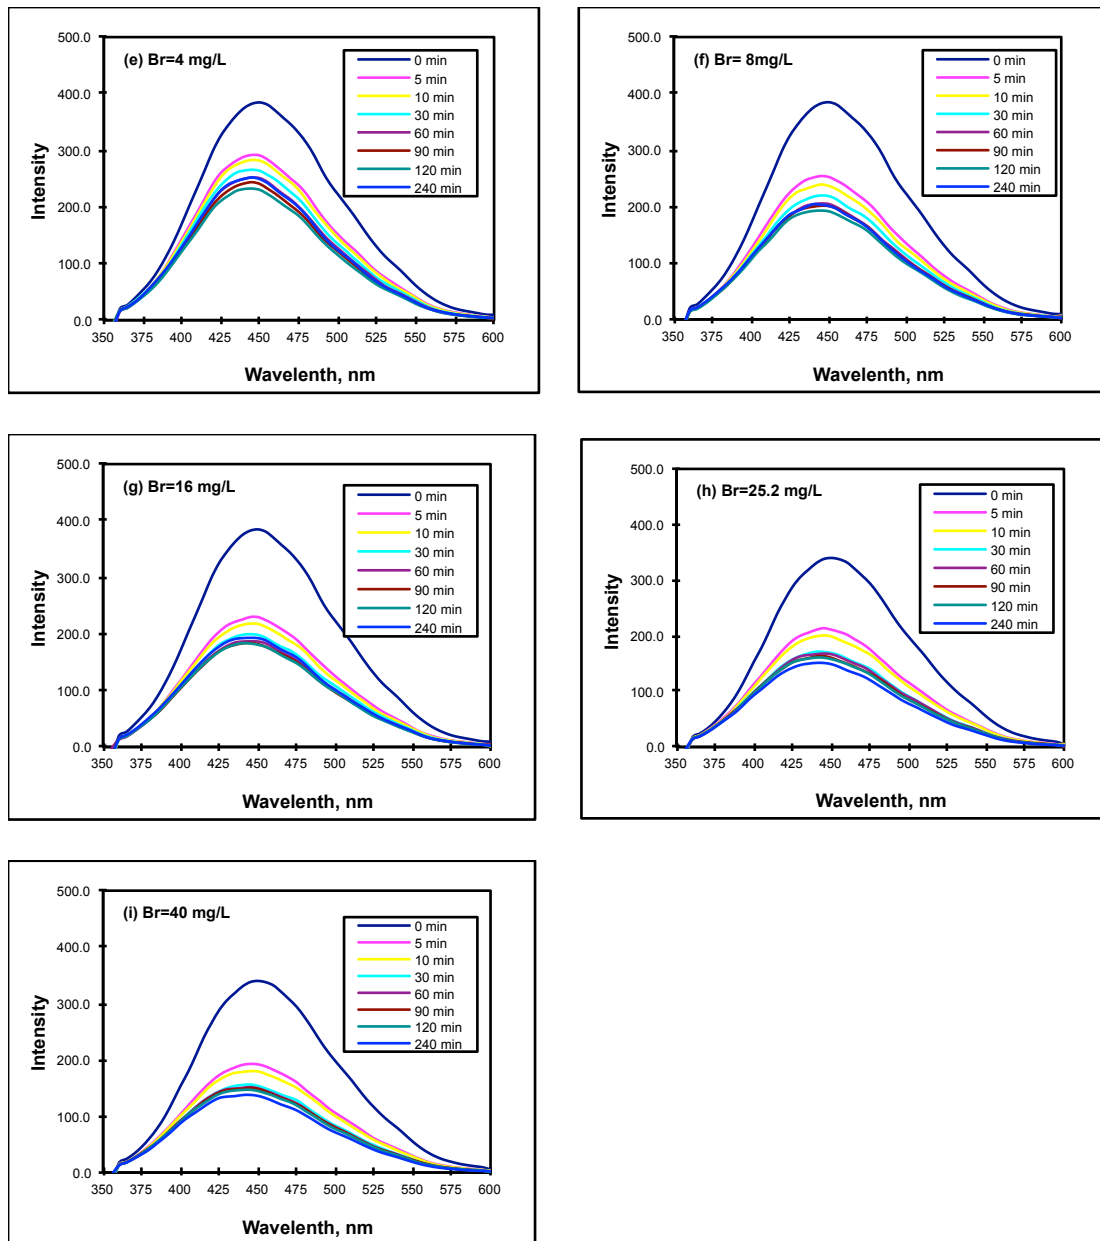 (e) Br=4 mg/L
500.0
400.0
300.0
200.0
100.0
0.0
Intensity
350 375 400 425 450 475 500 525 550 575 600
Wavelenth, nm
0 min
5 min
10 min
30 min
60 min
90 min
120 min
240 min
(f) Br= 8mg/L
500.0
400.0
300.0
200.0
100.0
0.0
Intensity
350 375 400 425 450 475 500 525 550 575 600
Wavelenth, nm
0 min
5 min
10 min
30 min
60 min
90 min
120 min
240 min
(g) Br=16 mg/L
500.0
400.0
300.0
200.0
100.0
0.0
Intensity
350 375 400 425 450 475 500 525 550 575 600
Wavelenth, nm
0 min
5 min
10 min
30 min
60 min
90 min
120 min
240 min
(h) Br=25.2 mg/L
500.0
400.0
300.0
200.0
100.0
0.0
Intensity
350 375 400 425 450 475 500 525 550 575 600
Wavelenth, nm
0 min
5 min
10 min
30 min
60 min
90 min
120 min
240 min
(i) Br=40 mg/L
500.0
400.0
300.0
200.0
100.0
0.0
Intensity
350 375 400 425 450 475 500 525 550 575 600
Wavelenth, nm
0 min
5 min
10 min
30 min
60 min
90 min
120 min
240 min